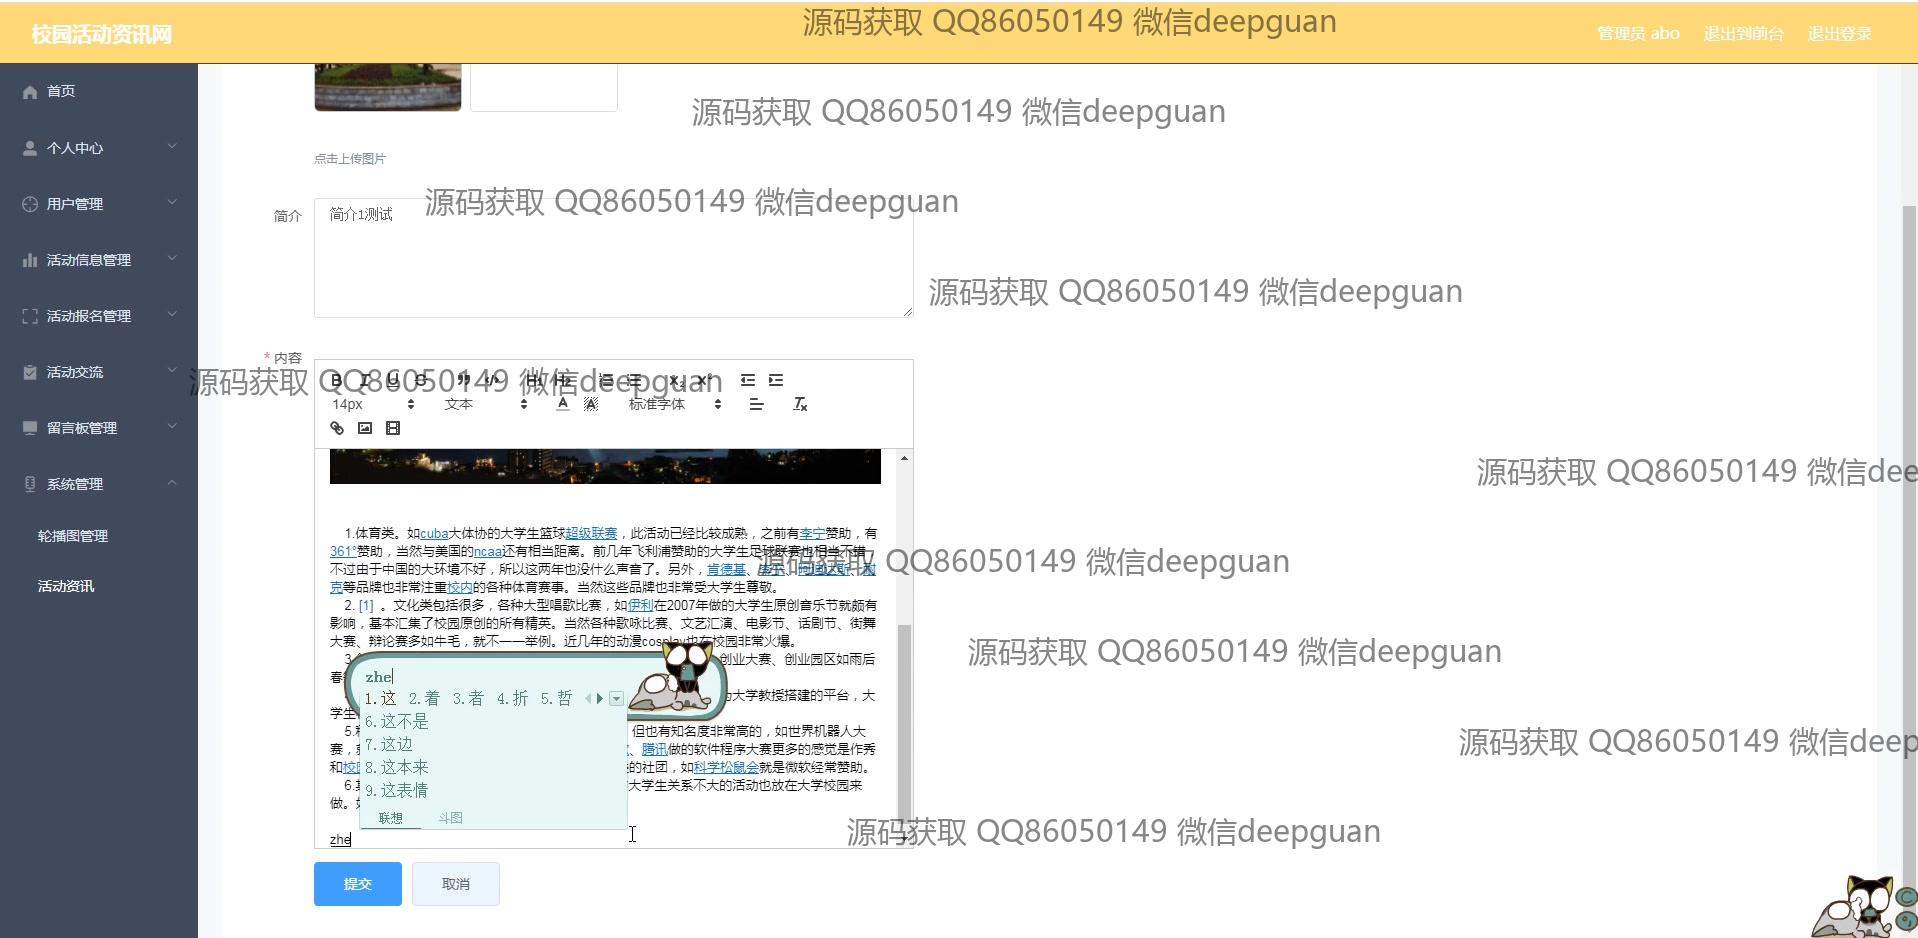 校园活动资讯网
源码获取 QQ86050149 微信deepguan
管理员 abo
退出到前台
退出登录
首页
个人中心
用户管理
活动信息管理
活动报名管理
活动交流
留言板管理
系统管理
轮播图管理
活动资讯
源码获取 QQ86050149 微信deepguan
点击上传图片
源码获取 QQ86050149 微信deepguan
简介
简介1测试
源码获取 QQ86050149 微信deepguan
* 内容
源码获取 QQ86050149 微信deepguan
14px
文本
标准字体
源码获取 QQ86050149 微信dee
1.体育类。如cuba大体协的大学生篮球超级联赛，此活动已经比较成熟，之前有李宁赞助，有
361°赞助，当然与美国的ncaa还有相当距离。前几年飞利浦赞助的大学生足球联赛也相当不错，
源码获取 QQ86050149 微信deepguan
不过由于中国的大环境不好，所以这两年也没什么声音了。另外，肯德基、
克等品牌也非常注重校内的各种体育赛事。当然这些品牌也非常受大学生尊敬。
2. [1] 。文化类包括很多，各种大型唱歌比赛，如伊利在2007年做的大学生原创音乐节就颇有
影响，基本汇集了校园原创的所有精英。当然各种歌咏比赛、文艺汇演、电影节、话剧节、街舞
大赛、辩论赛多如牛毛，就不一一举例。近几年的动漫cosplay也在校园非常火爆。
源码获取 QQ86050149 微信deepguan
创业大赛、创业园区如雨后
为大学教授搭建的平台，大
学生
但也有知名度非常高的，如世界机器人大
赛，
、腾讯做的软件程序大赛更多的感觉是作秀
和校
的社团，如科学松鼠会就是微软经常赞助。
大学生关系不大的活动也放在大学校园来
做。
zhe
1.这 2.着 3.者 4.折 5.哲
6.这不是
7.这边
8.这本来
9.这表情
联想
斗图
源码获取 QQ86050149 微信deep
源码获取 QQ86050149 微信deepguan
zhe
提交
取消